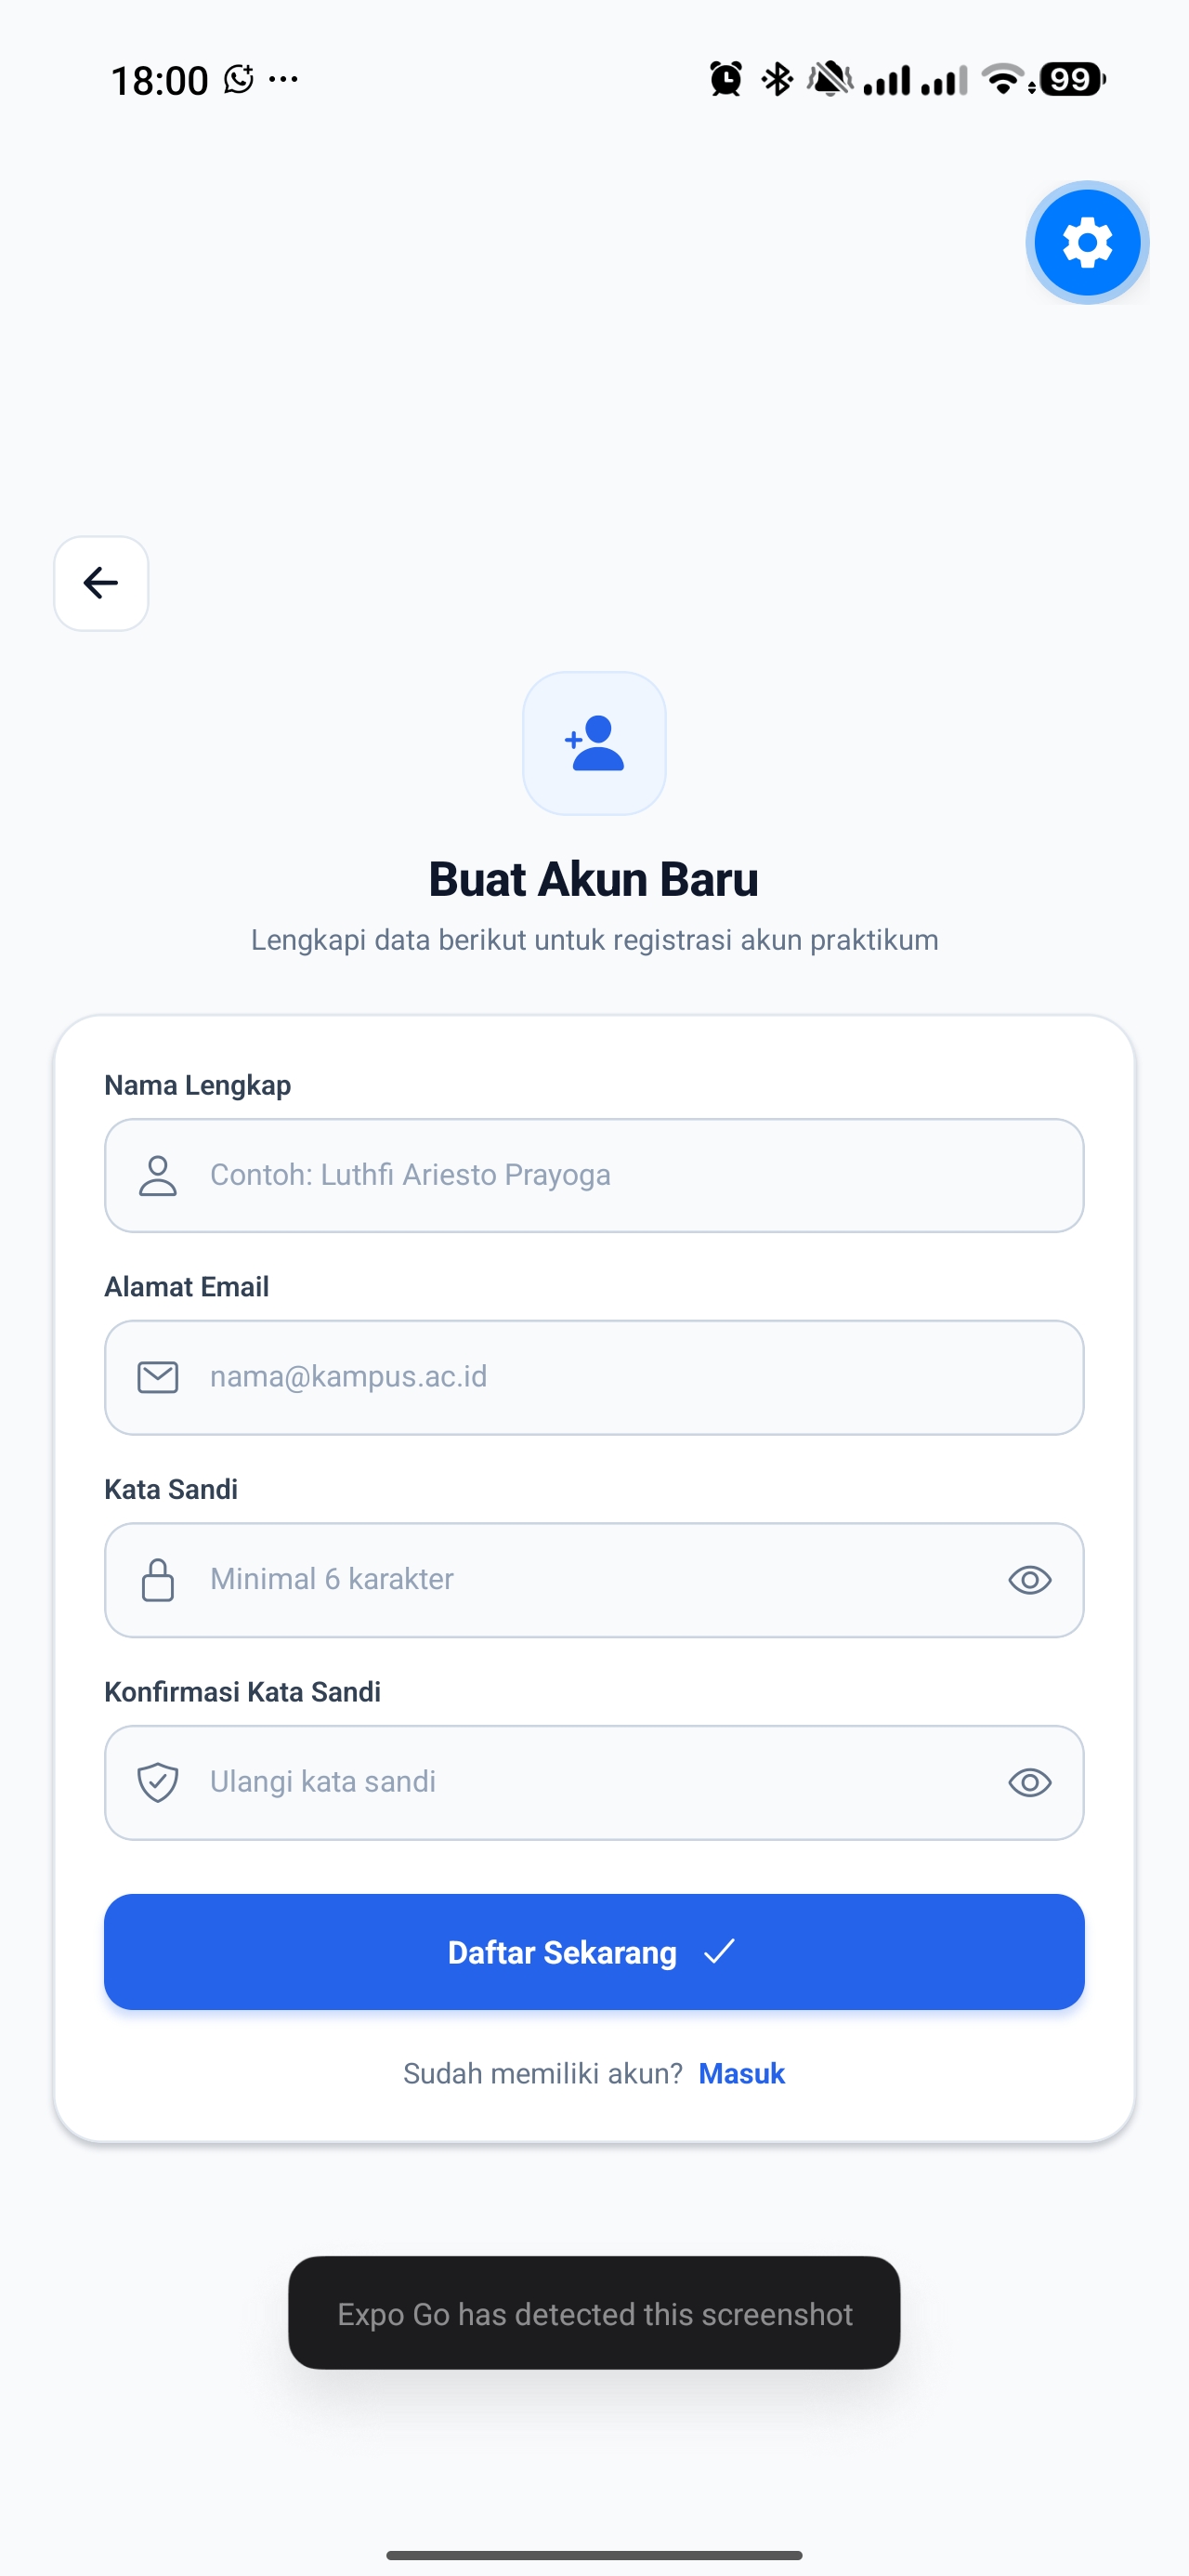 18:00
99
Buat Akun Baru
Lengkapi data berikut untuk registrasi akun praktikum
Nama Lengkap
Contoh: Luthfi Ariesto Prayoga
Alamat Email
nama@kampus.ac.id
Kata Sandi
Minimal 6 karakter
Konfirmasi Kata Sandi
Ulangi kata sandi
Daftar Sekarang
Sudah memiliki akun? Masuk
Expo Go has detected this screenshot